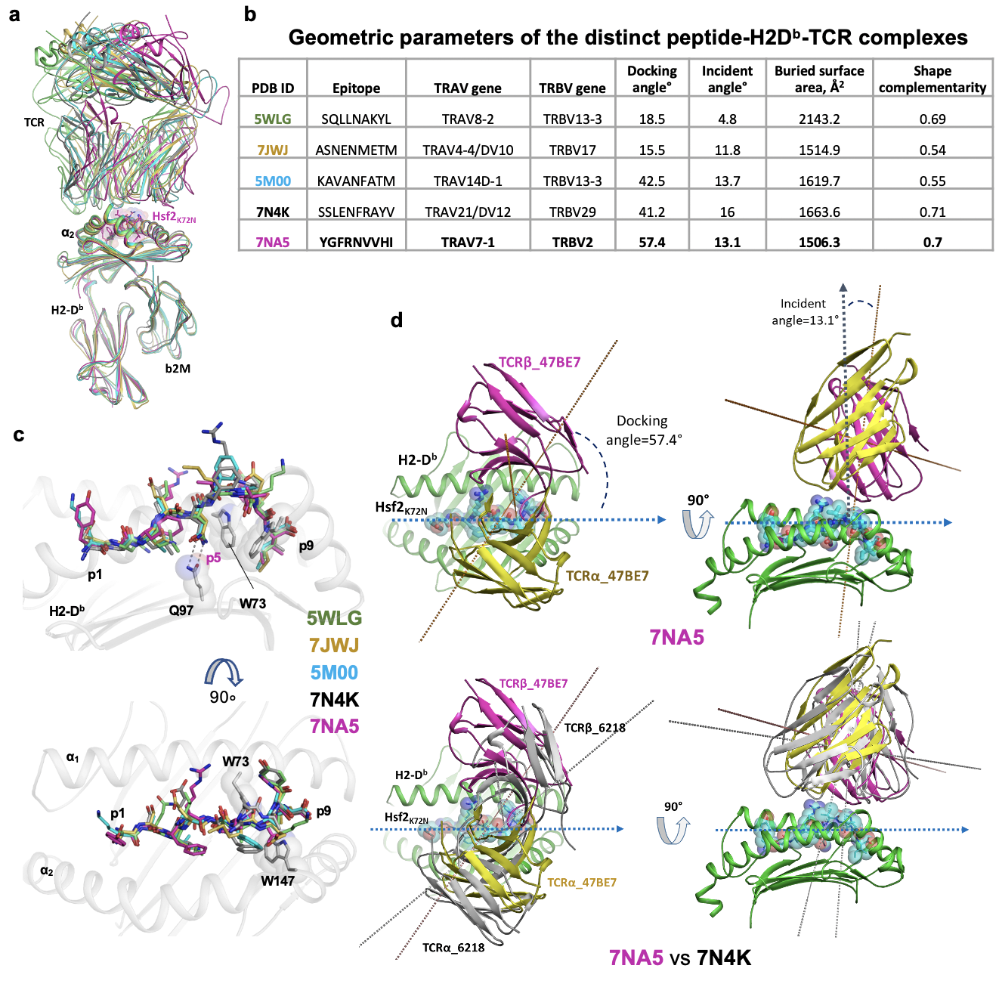 a
TCR
Hsf2K72N
α2
H2-Dᵇ
b2M
b
Geometric parameters of the distinct peptide-H2Dᵇ-TCR complexes
PDB ID Epitope TRAV gene TRBV gene Docking angle° Incident angle° Buried surface area, Å² Shape complementarity
5WLG SQLLNAKYL TRAV8-2 TRBV13-3 18.5 4.8 2143.2 0.69
7JWJ ASNENMETM TRAV4-4/DV10 TRBV17 15.5 11.8 1514.9 0.54
5M00 KAVANFATM TRAV14D-1 TRBV13-3 42.5 13.7 1619.7 0.55
7N4K SSLENFRAYV TRAV21/DV12 TRBV29 41.2 16 1663.6 0.71
7NA5 YGFRNVVHI TRAV7-1 TRBV2 57.4 13.1 1506.3 0.7
c
p1
p5
p9
H2-Dᵇ
Q97
W73
5WLG
7JWJ
5M00
7N4K
7NA5
90°
α1
W73
p1
p9
α2
W147
d
TCRβ_47BE7
Docking
angle=57.4°
H2-Dᵇ
Hsf2K72N
TCRα_47BE7
90°
Incident
angle=13.1°
7NA5
TCRβ_47BE7
TCRβ_6218
H2-Dᵇ
Hsf2K72N
TCRα_47BE7
TCRα_6218
90°
7NA5 vs 7N4K